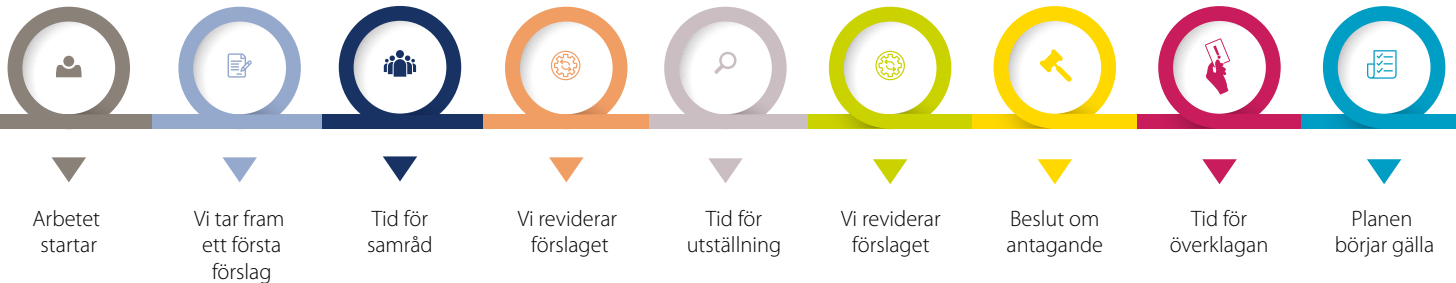 Arbetet
startar
Vi tar fram
ett första
förslag
Tid för
samråd
Vi reviderar
förslaget
Tid för
utställning
Vi reviderar
förslaget
Beslut om
antagande
Tid för
överklagan
Planen
börjar gälla